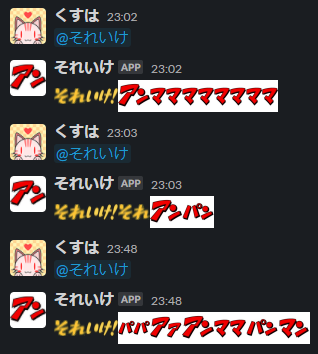 くすは 23:02
@それいけ
アン
それいけ APP 23:02
それいけ!アンママママママママ
くすは 23:03
@それいけ
アン
それいけ APP 23:03
それいけ!それアンパン
くすは 23:48
@それいけ
アン
それいけ APP 23:48
それいけ!パパアァアンママパンマン